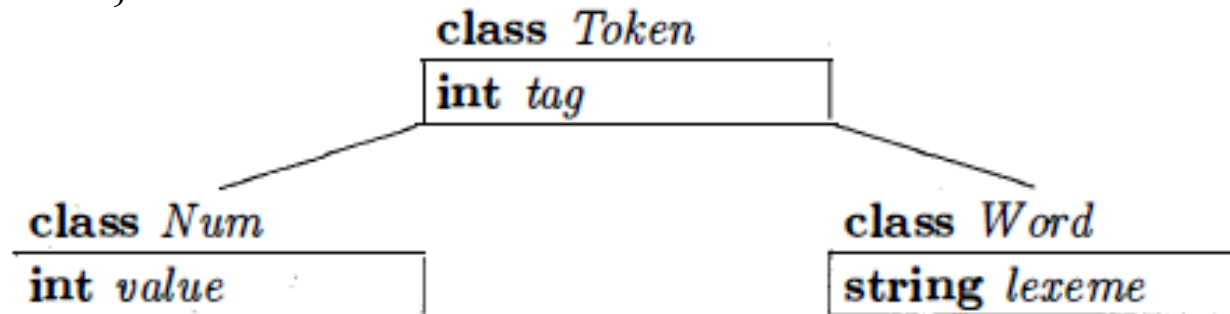 class Token
int tag
class Num
class Word
int value
string lexeme